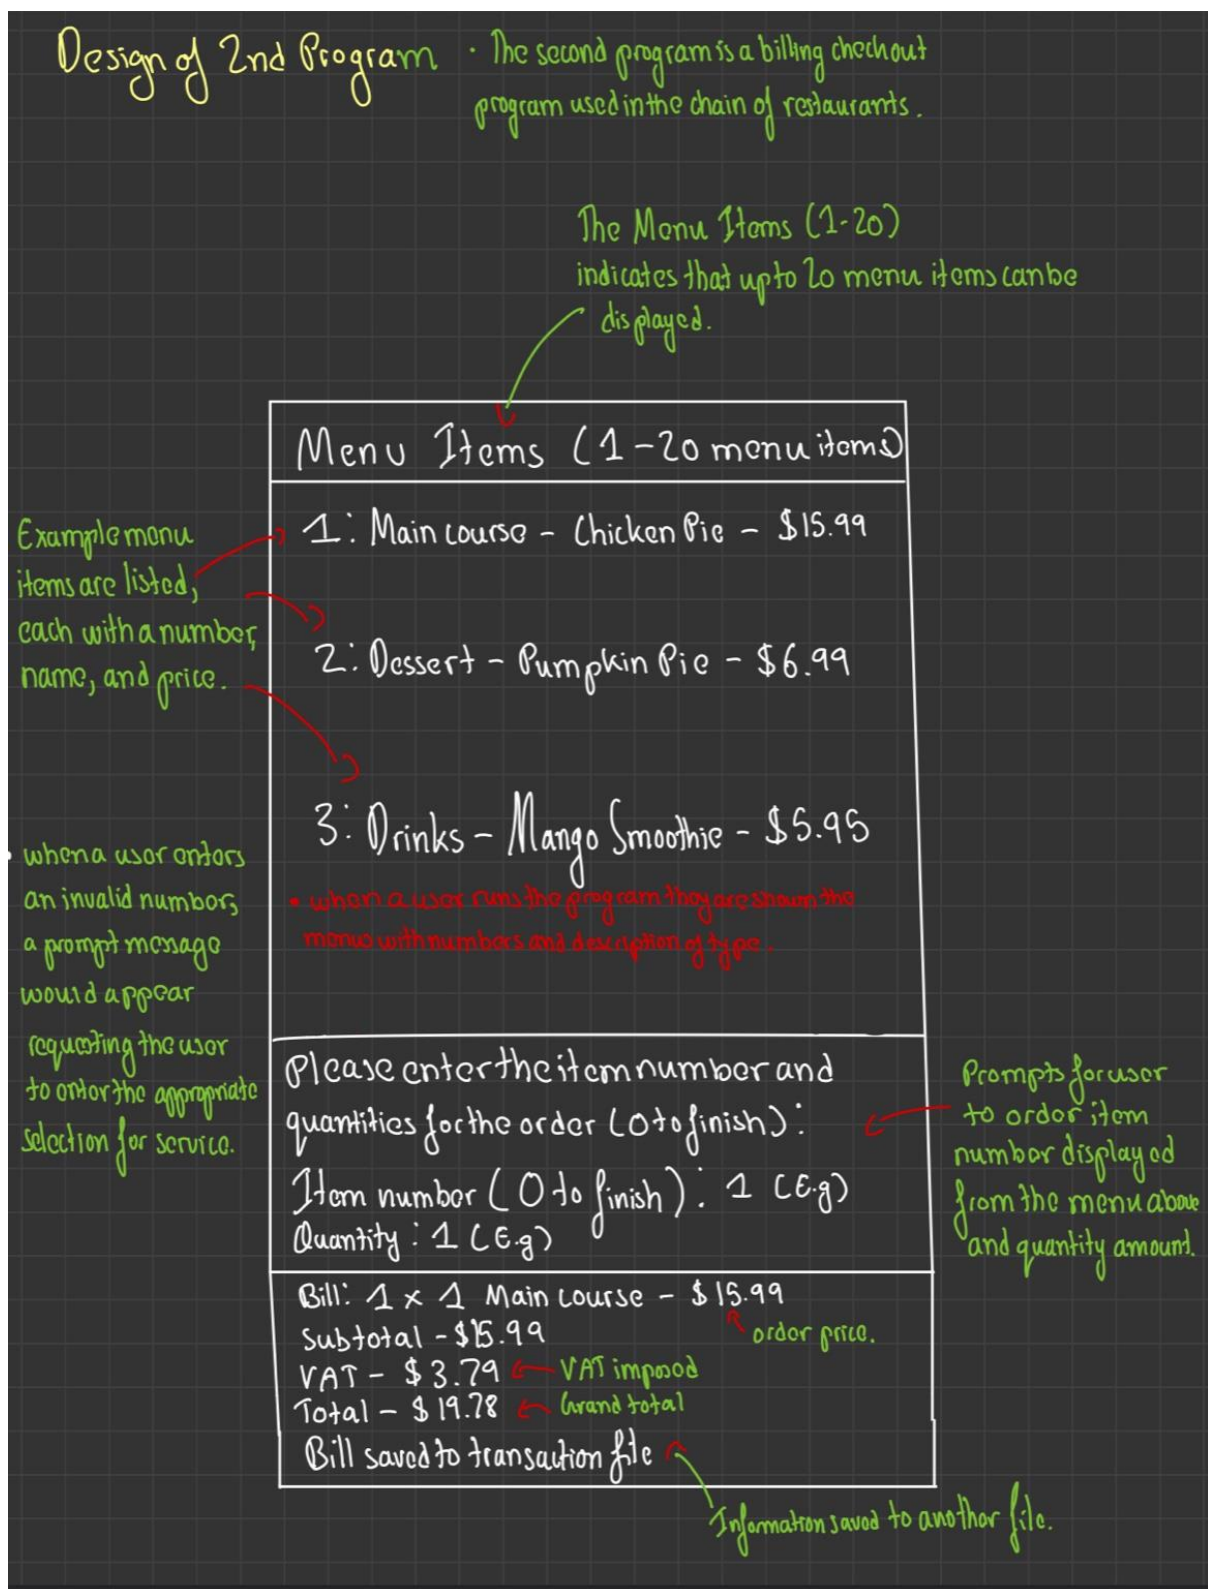 Design of 2nd Program
· The second program is a billing checkout
program used in the chain of restaurants.
The Menu Items (1-20)
indicates that upto 20 menu items can be
displayed.
Menu Items (1-20 menu items)
Example menu
items are listed,
each with a number,
name, and price.
1: Main course - Chicken Pie - $15.99
2: Dessert - Pumpkin Pie - $6.99
3: Drinks - Mango Smoothie - $5.95
• when a user runs the program they are shown the
menu with numbers and description of type.
• when a user enters
an invalid number,
a prompt message
would appear
requesting the user
to enter the appropriate
selection for service.
Please enter the item number and
quantities for the order (0 to finish):
Item number (0 to finish): 1 (E.g)
Quantity: 1 (E.g)
Prompts for user
to order item
number displayed
from the menu above
and quantity amount.
Bill: 1 x 1 Main course - $15.99
order price.
Subtotal - $15.99
VAT - $3.79
VAT imposed
Total - $19.78
Grand total
Bill saved to transaction file
Information saved to another file.